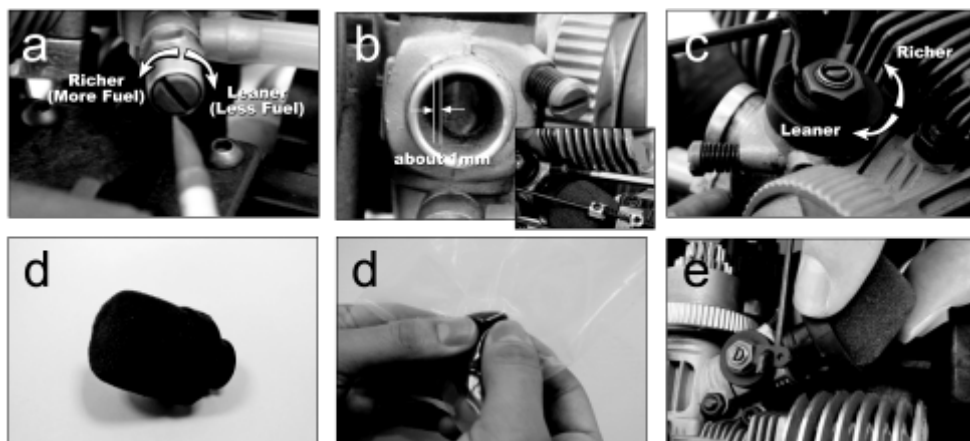 a
Richer
(More Fuel)
Leaner
(Less Fuel)
b
about 1mm
c
Richer
Leaner
d
d
e
D